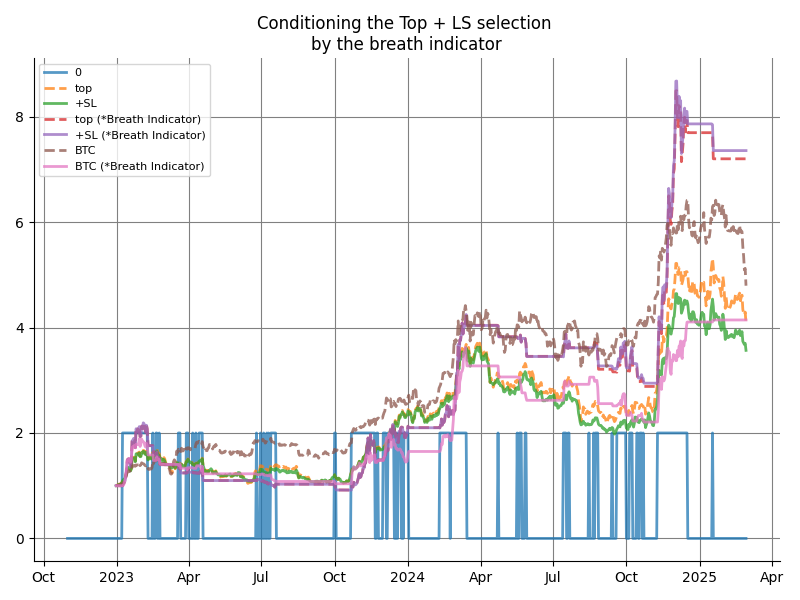 Conditioning the Top + LS selection
by the breath indicator
0
top
+SL
top (*Breath Indicator)
+SL (*Breath Indicator)
BTC
BTC (*Breath Indicator)
8
6
4
2
0
Oct
2023
Apr
Jul
Oct
2024
Apr
Jul
Oct
2025
Apr